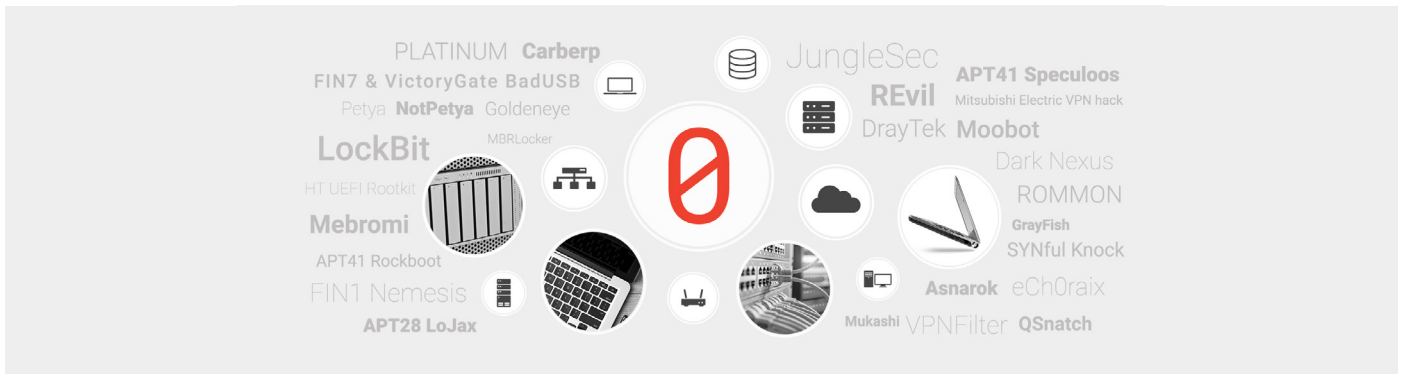 PLATINUM Carberp
FIN7 & VictoryGate BadUSB
Petya NotPetya Goldeneye
LockBit MBRLocker
HT UEFI Rootkit
Mebromi
APT41 Rockboot
FIN1 Nemesis
APT28 LoJax
0
JungleSec
APT41 Speculoos
REvil Mitsubishi Electric VPN hack
DrayTek Moobot
Dark Nexus
ROMMON
GrayFish
SYNful Knock
Asnarok eCh0raix
Mukashi VPNFilter QSnatch